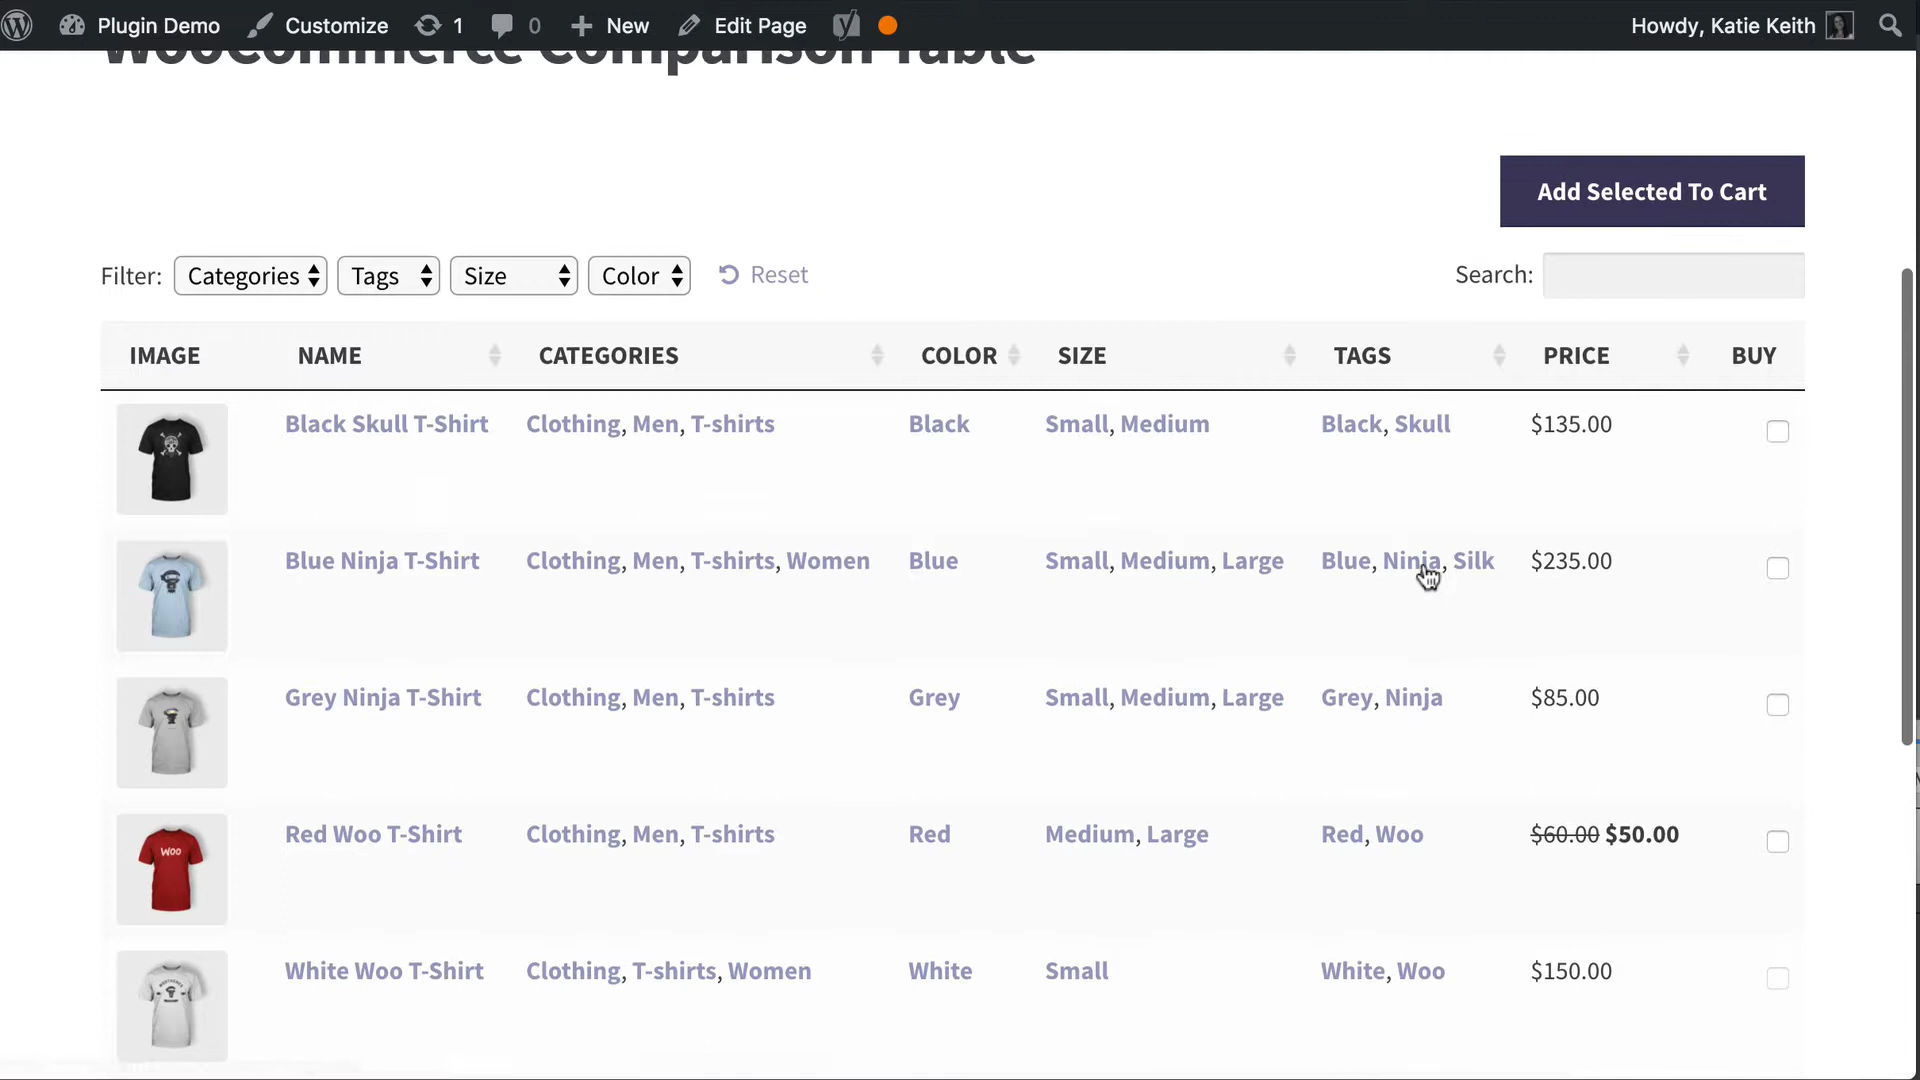 Plugin Demo Customize 1 0 New Edit Page Howdy, Katie Keith
WooCommerce Comparison Table
Add Selected To Cart
Filter: Categories Tags Size Color Reset Search:
IMAGE NAME CATEGORIES COLOR SIZE TAGS PRICE BUY
Black Skull T-Shirt Clothing, Men, T-shirts Black Small, Medium Black, Skull $135.00
Blue Ninja T-Shirt Clothing, Men, T-shirts, Women Blue Small, Medium, Large Blue, Ninja, Silk $235.00
Grey Ninja T-Shirt Clothing, Men, T-shirts Grey Small, Medium, Large Grey, Ninja $85.00
Red Woo T-Shirt Clothing, Men, T-shirts Red Medium, Large Red, Woo $60.00 $50.00
WOO
White Woo T-Shirt Clothing, T-shirts, Women White Small White, Woo $150.00